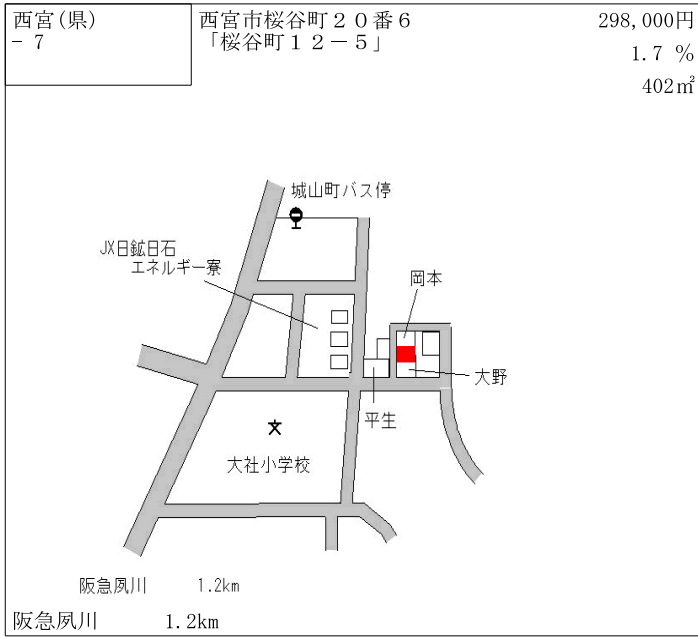 西宮(県)
－７
西宮市桜谷町２０番６
「桜谷町１２－５」
298,000円
1.7 %
402㎡
城山町バス停
JX日鉱日石
エネルギー寮
岡本
大野
平生
文
大社小学校
阪急夙川 1.2km
阪急夙川 1.2km